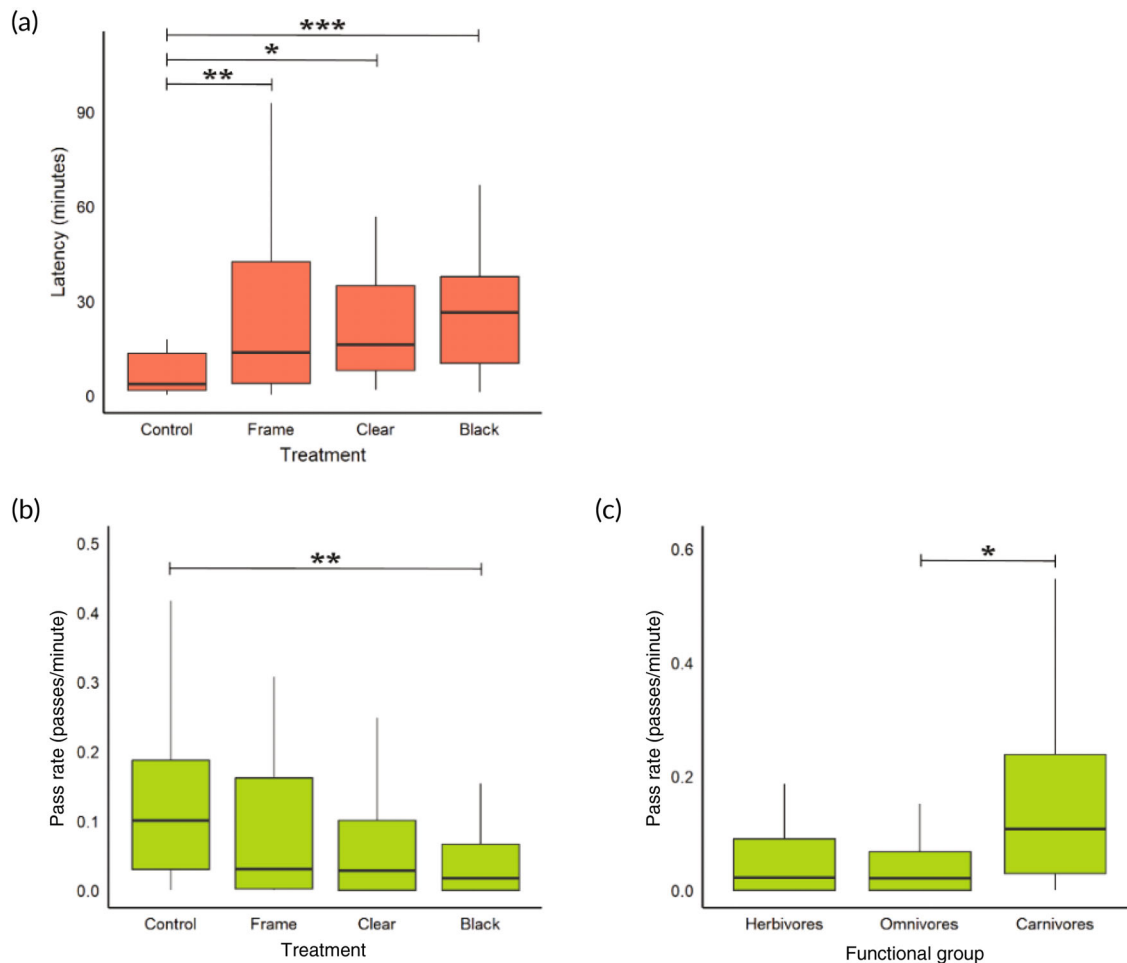 (a)
***
*
**
Latency (minutes)
90
60
30
0
Control Frame Clear Black
Treatment
(b)
**
Pass rate (passes/minute)
0.5
0.4
0.3
0.2
0.1
0.0
Control Frame Clear Black
Treatment
(c)
*
Pass rate (passes/minute)
0.6
0.4
0.2
0.0
Herbivores Omnivores Carnivores
Functional group